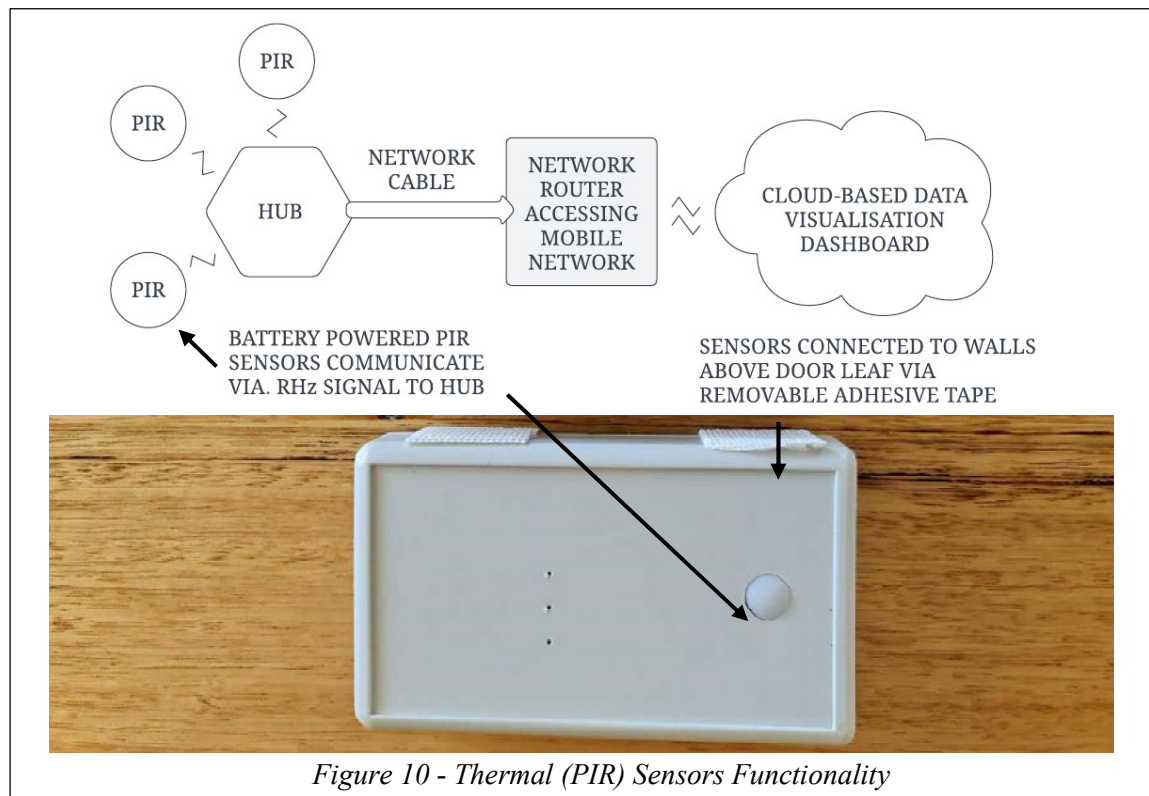 PIR
PIR
PIR
HUB
NETWORK
CABLE
NETWORK
ROUTER
ACCESSING
MOBILE
NETWORK
CLOUD-BASED DATA
VISUALISATION
DASHBOARD
BATTERY POWERED PIR
SENSORS COMMUNICATE
VIA. RHz SIGNAL TO HUB
SENSORS CONNECTED TO WALLS
ABOVE DOOR LEAF VIA
REMOVABLE ADHESIVE TAPE
Figure 10 - Thermal (PIR) Sensors Functionality